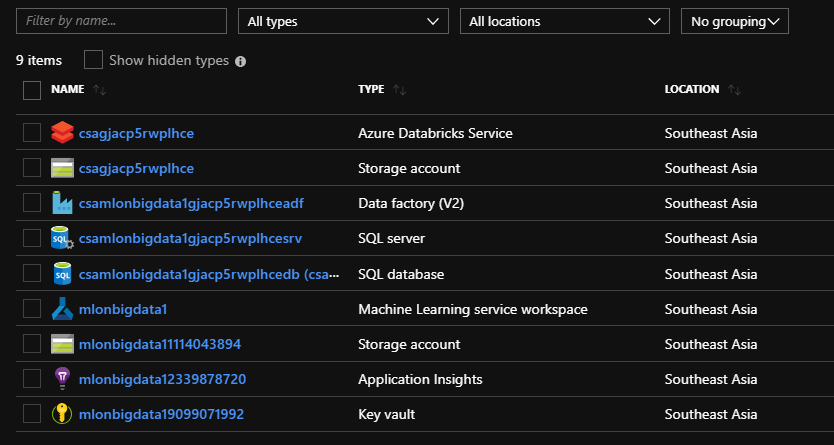 Filter by name... All types All locations No grouping
9 items Show hidden types
NAME TYPE LOCATION
csagjacp5rwplhce Azure Databricks Service Southeast Asia
csagjacp5rwplhce Storage account Southeast Asia
csamlonbigdata1gjacp5rwplhceadf Data factory (V2) Southeast Asia
csamlonbigdata1gjacp5rwplhcesrv SQL server Southeast Asia
csamlonbigdata1gjacp5rwplhcedb (csa... SQL database Southeast Asia
mlonbigdata1 Machine Learning service workspace Southeast Asia
mlonbigdata11114043894 Storage account Southeast Asia
mlonbigdata12339878720 Application Insights Southeast Asia
mlonbigdata19099071992 Key vault Southeast Asia